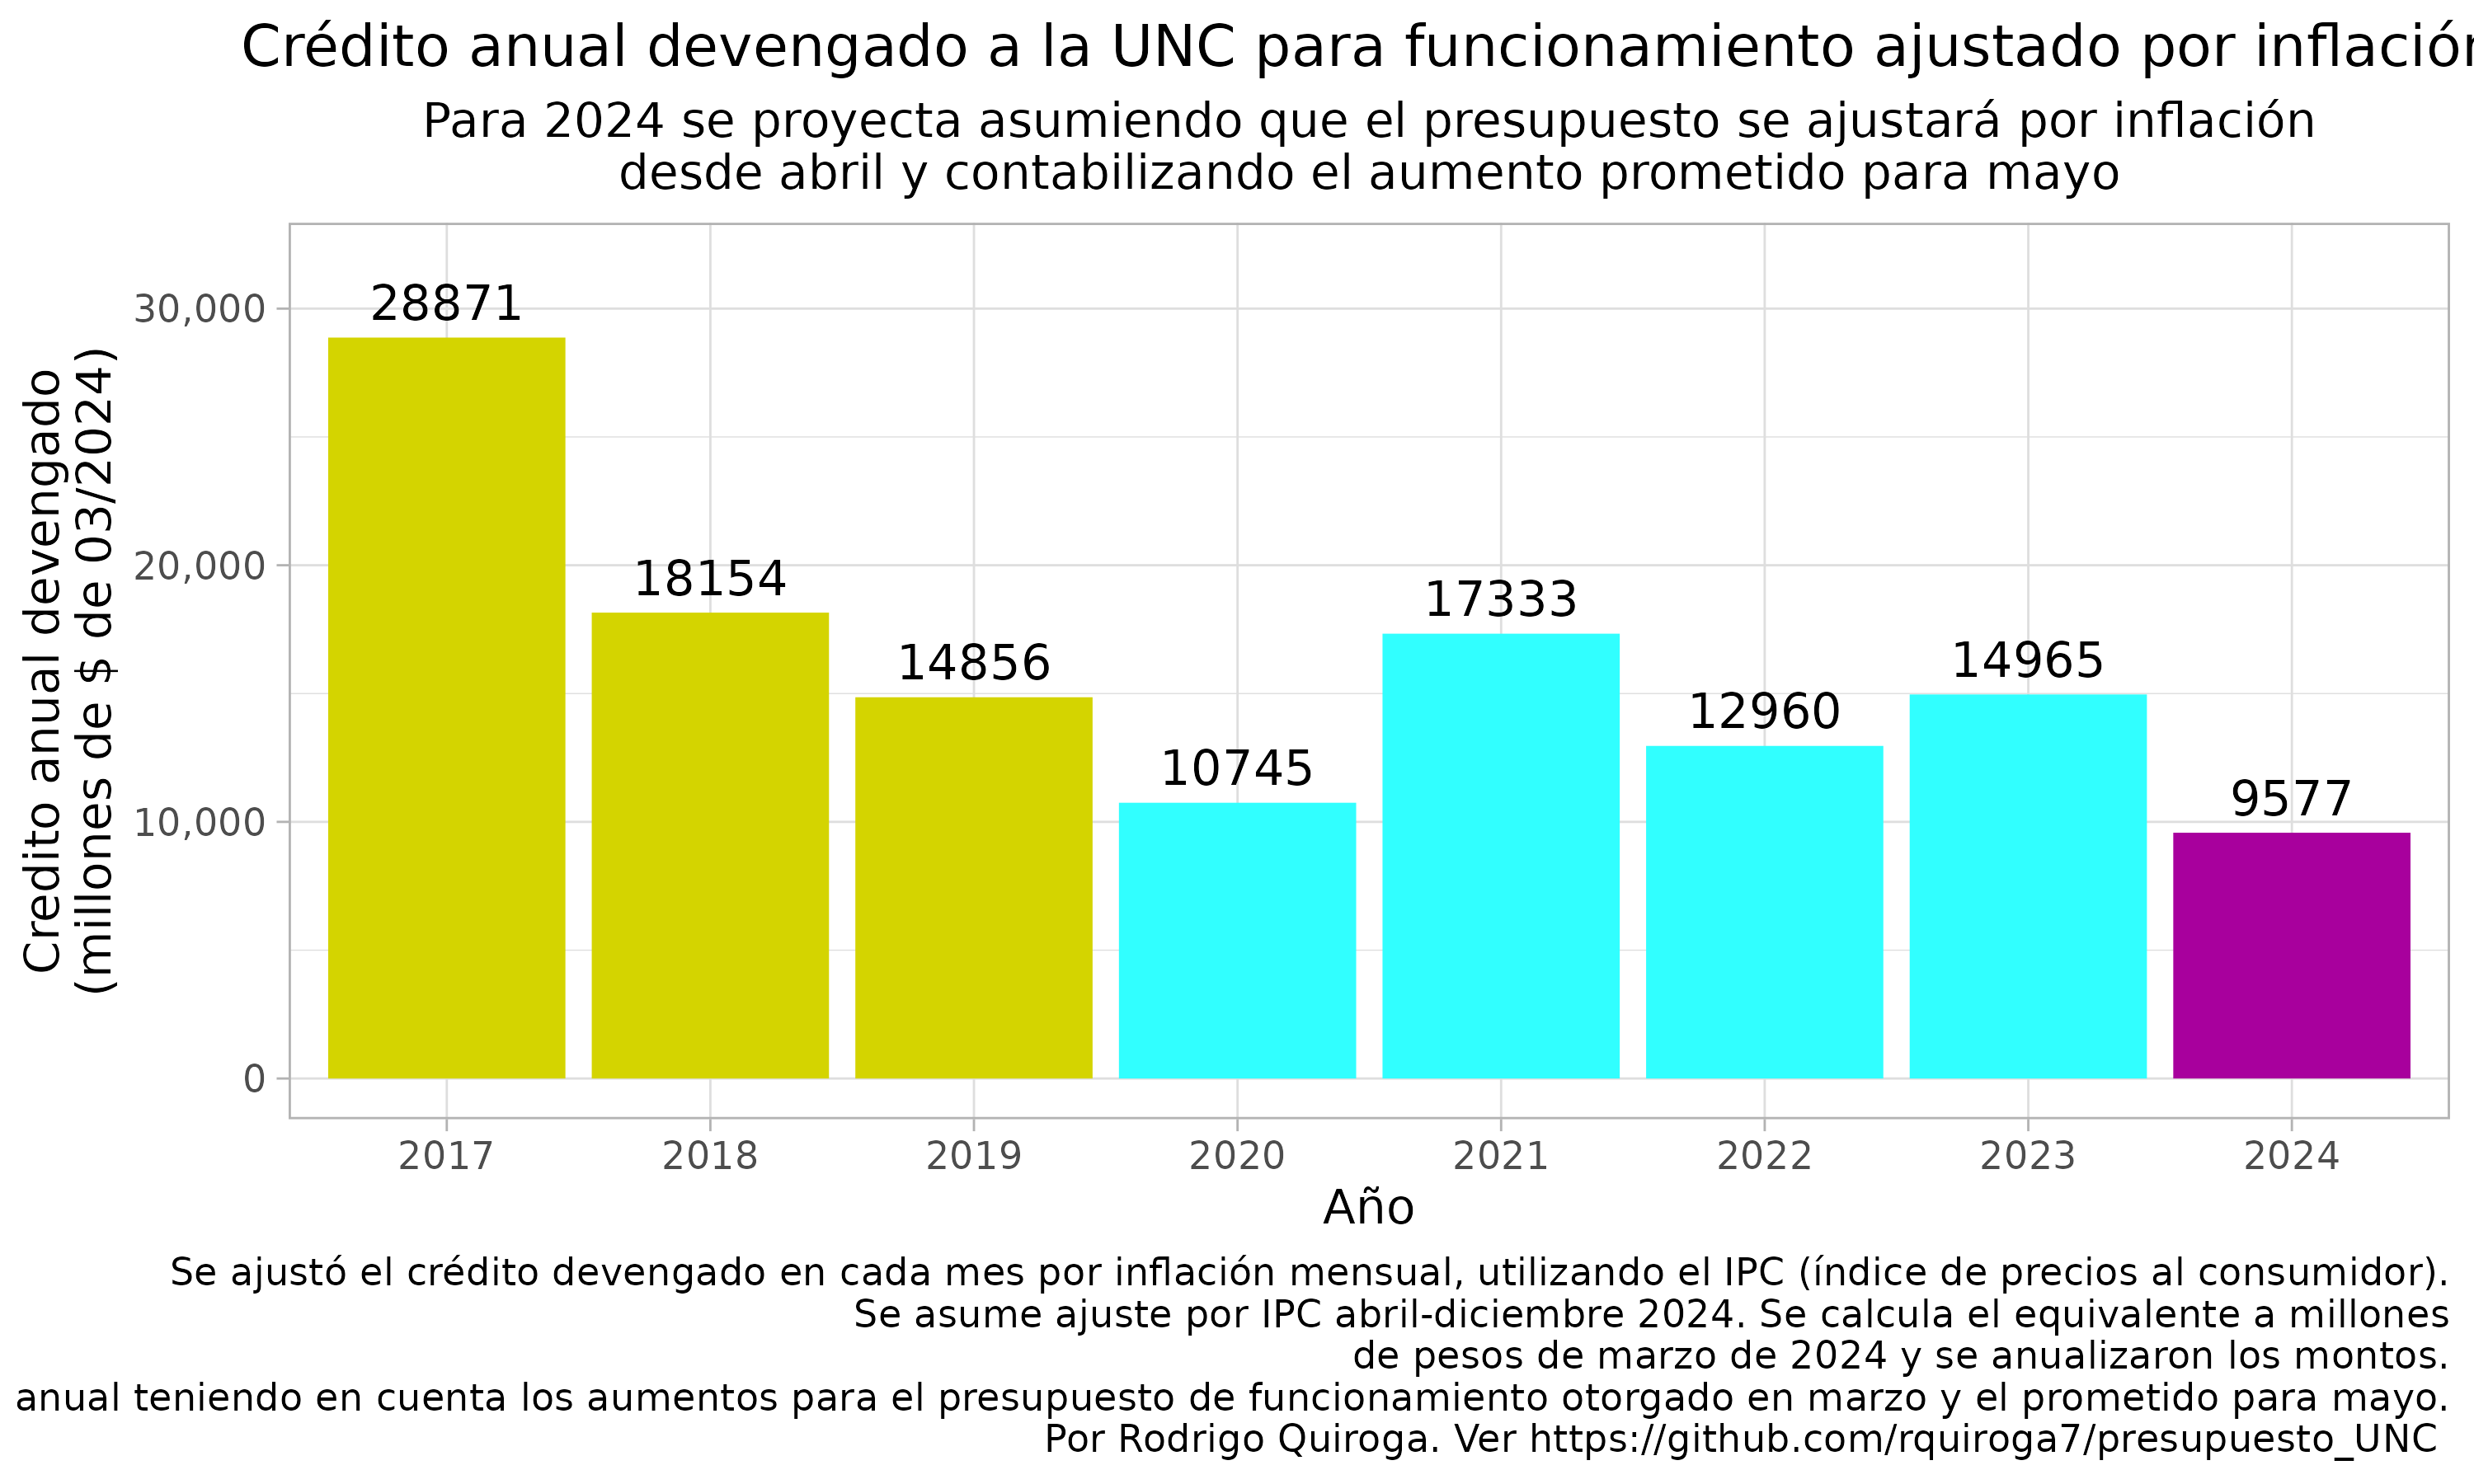 Crédito anual devengado a la UNC para funcionamiento ajustado por inflación
Para 2024 se proyecta asumiendo que el presupuesto se ajustará por inflación
desde abril y contabilizando el aumento prometido para mayo
Credito anual devengado
(millones de $ de 03/2024)
30,000
20,000
10,000
0
28871
18154
14856
10745
17333
12960
14965
9577
2017
2018
2019
2020
2021
2022
2023
2024
Año
Se ajustó el crédito devengado en cada mes por inflación mensual, utilizando el IPC (índice de precios al consumidor).
Se asume ajuste por IPC abril-diciembre 2024. Se calcula el equivalente a millones
de pesos de marzo de 2024 y se anualizaron los montos.
anual teniendo en cuenta los aumentos para el presupuesto de funcionamiento otorgado en marzo y el prometido para mayo.
Por Rodrigo Quiroga. Ver https://github.com/rquiroga7/presupuesto_UNC